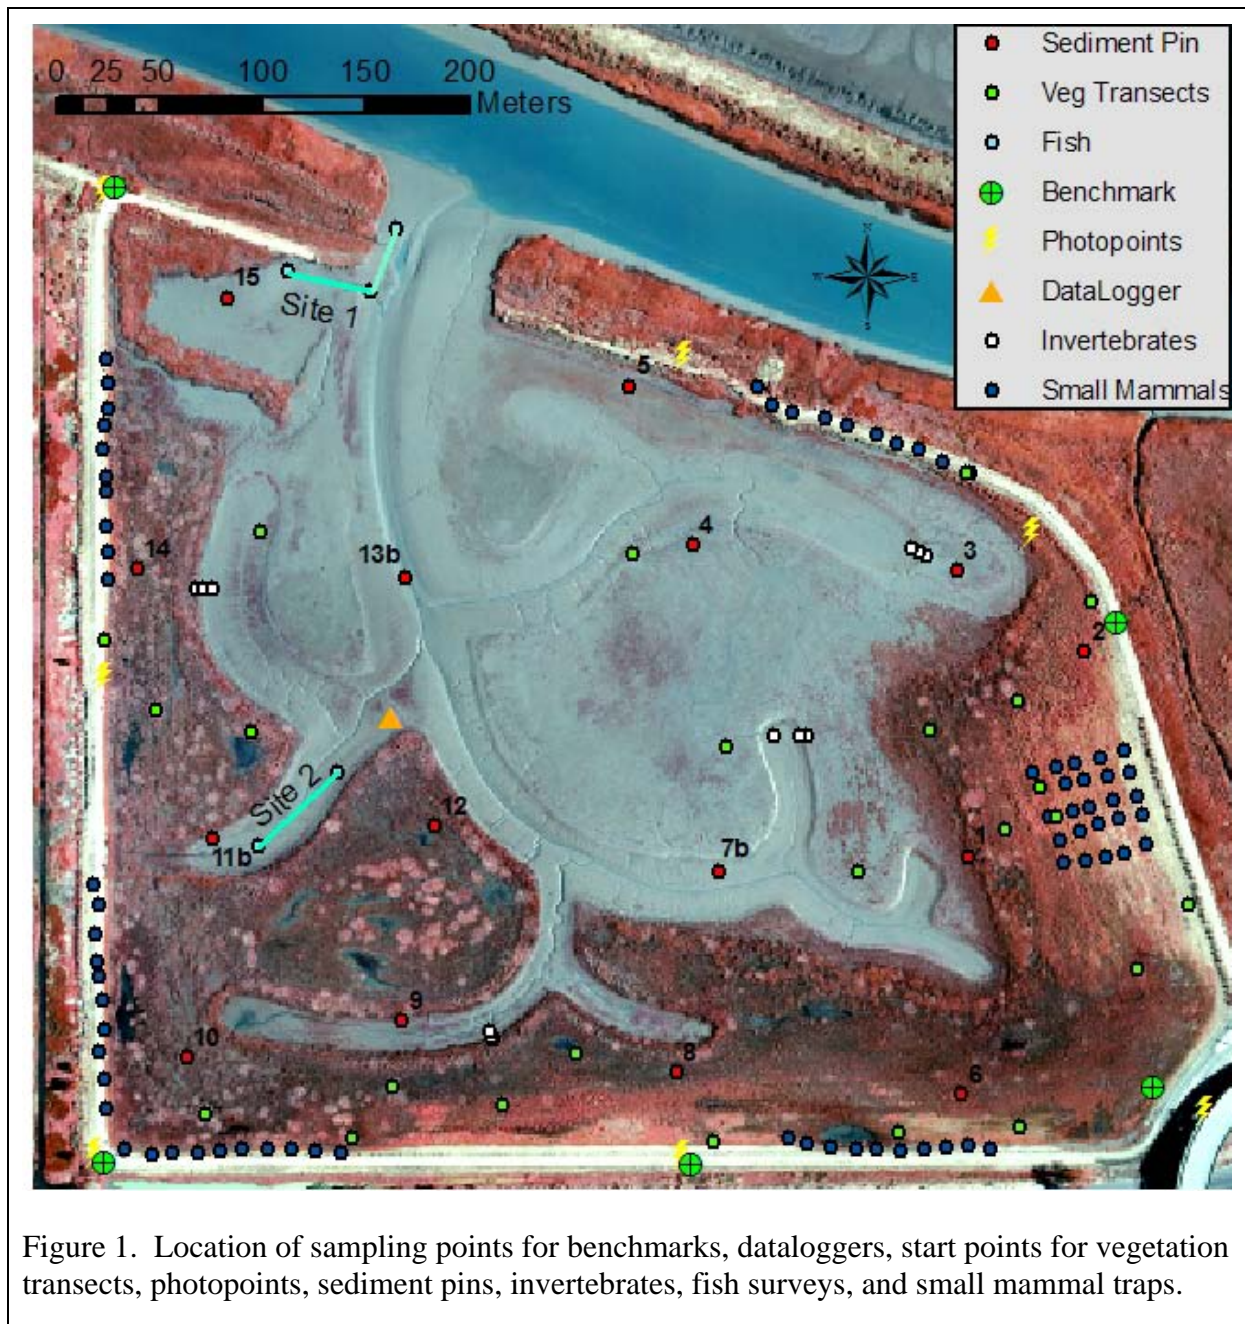 0 25 50 100 150 200
Meters
Sediment Pin
Veg Transects
Fish
Benchmark
Photopoints
DataLogger
Invertebrates
Small Mammals
N
W E
S
15
Site 1
5
14
13b
4
3
2
Site 2
11b
12
7b
1
9
10
8
6
Figure 1. Location of sampling points for benchmarks, dataloggers, start points for vegetation
transects, photopoints, sediment pins, invertebrates, fish surveys, and small mammal traps.